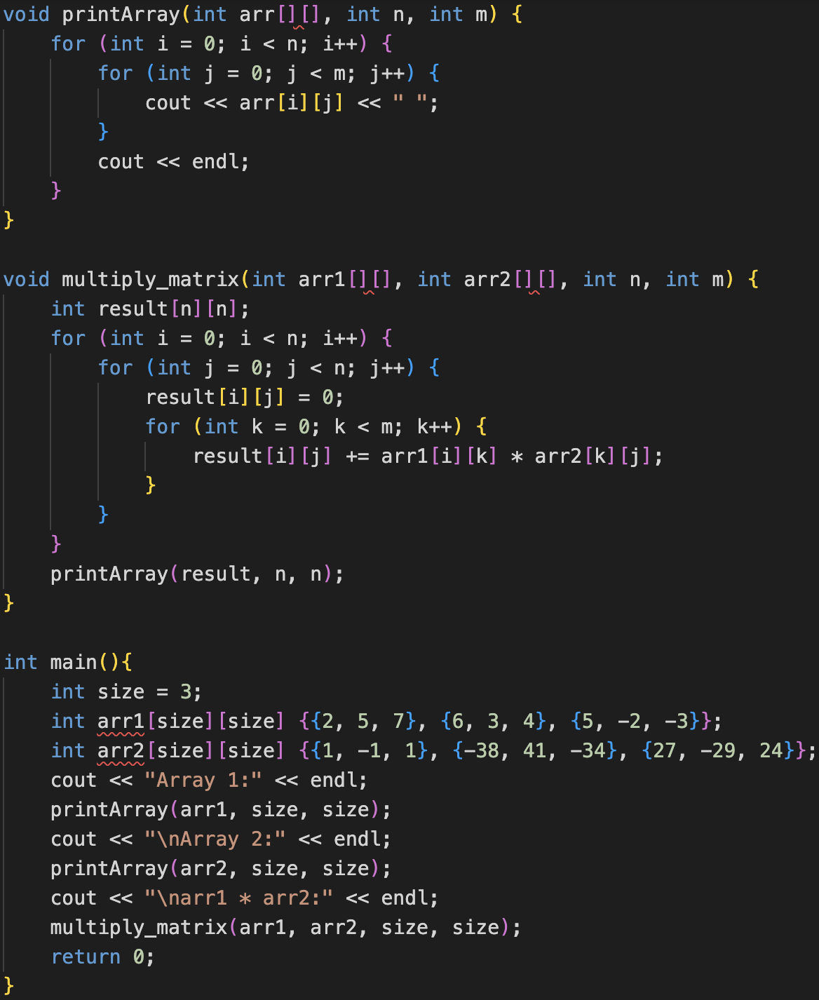 void printArray(int arr[][], int n, int m) {
    for (int i = 0; i < n; i++) {
        for (int j = 0; j < m; j++) {
            cout << arr[i][j] << " ";
        }
        cout << endl;
    }
}

void multiply_matrix(int arr1[][], int arr2[][], int n, int m) {
    int result[n][n];
    for (int i = 0; i < n; i++) {
        for (int j = 0; j < n; j++) {
            result[i][j] = 0;
            for (int k = 0; k < m; k++) {
                result[i][j] += arr1[i][k] * arr2[k][j];
            }
        }
    }
    printArray(result, n, n);
}

int main(){
    int size = 3;
    int arr1[size][size] {{2, 5, 7}, {6, 3, 4}, {5, -2, -3}};
    int arr2[size][size] {{1, -1, 1}, {-38, 41, -34}, {27, -29, 24}};
    cout << "Array 1:" << endl;
    printArray(arr1, size, size);
    cout << "\nArray 2:" << endl;
    printArray(arr2, size, size);
    cout << "\narr1 * arr2:" << endl;
    multiply_matrix(arr1, arr2, size, size);
    return 0;
}